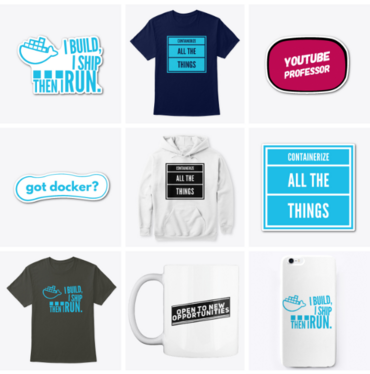 I BUILD,
I SHIP
THEN I RUN.
CONTAINERIZE
ALL THE
THINGS
YOUTUBE
PROFESSOR
got docker?
CONTAINERIZE
ALL THE
THINGS
CONTAINERIZE
ALL THE
THINGS
I BUILD,
I SHIP
THEN I RUN.
OPEN TO NEW
OPPORTUNITIES
I BUILD,
I SHIP
THEN I RUN.